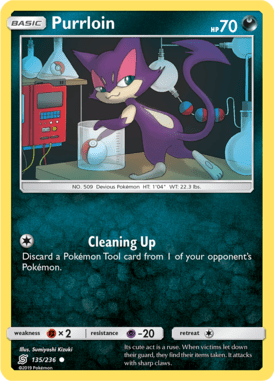 BASIC Purrloin HP70
NO. 509 Devious Pokémon HT: 1'04" WT: 22.3 lbs.
Cleaning Up
Discard a Pokémon Tool card from 1 of your opponent's
Pokémon.
weakness ×2 resistance -20 retreat
Illus. Sumiyoshi Kizuki
135/236
©2019 Pokémon
Its cute act is a ruse. When victims let down
their guard, they find their items taken. It attacks
with sharp claws.